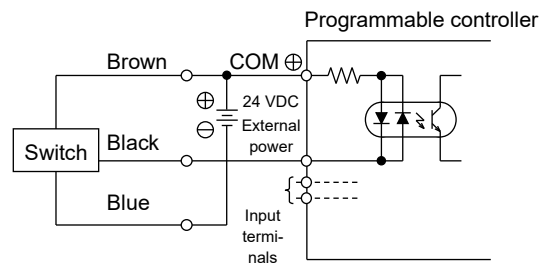 Programmable controller
Brown
COM ⊕
⊕
24 VDC
⊖
External
power
Switch
Black
Blue
Input
termi-
nals